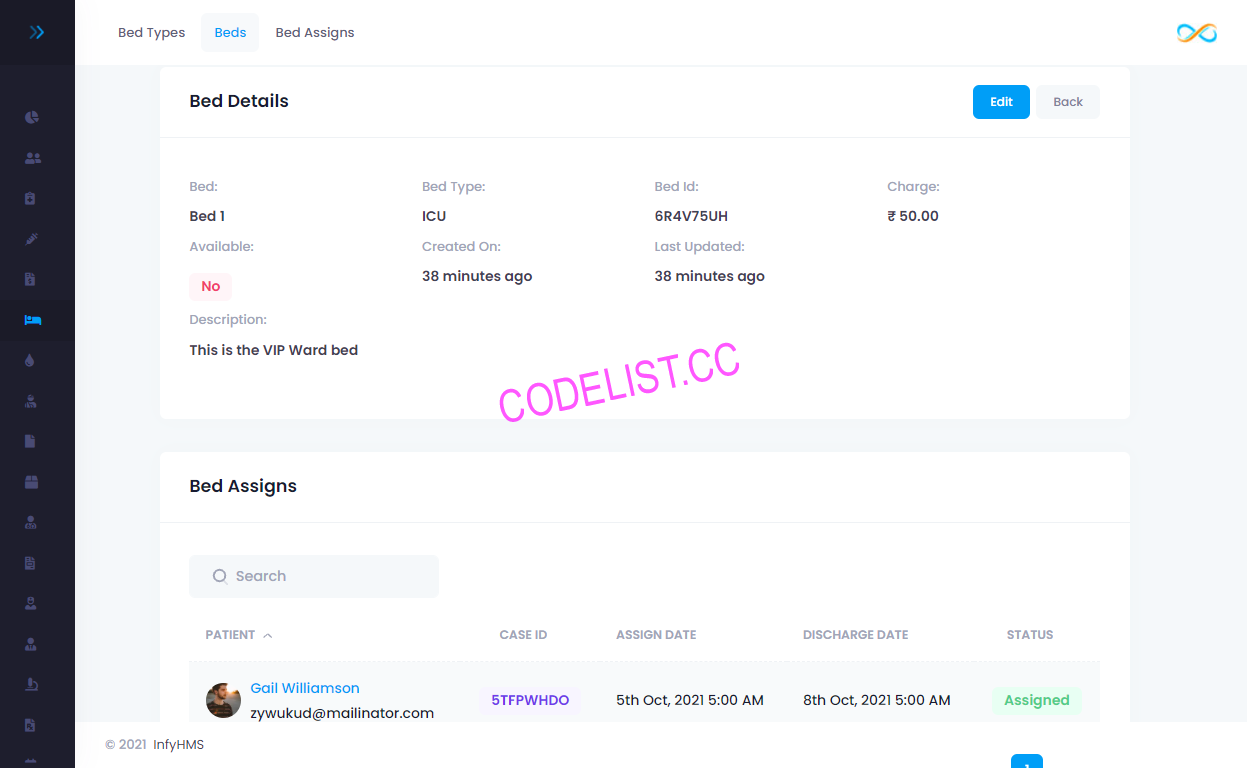 Bed Types Beds Bed Assigns
Bed Details Edit Back
Bed: Bed Type: Bed Id: Charge:
Bed 1 ICU 6R4V75UH ₹ 50.00
Available: Created On: Last Updated:
No 38 minutes ago 38 minutes ago
Description:
This is the VIP Ward bed
CODELIST.CC
Bed Assigns
Search
PATIENT CASE ID ASSIGN DATE DISCHARGE DATE STATUS
Gail Williamson
5TFPWHDO 5th Oct, 2021 5:00 AM 8th Oct, 2021 5:00 AM Assigned
zywukud@mailinator.com
© 2021 InfyHMS